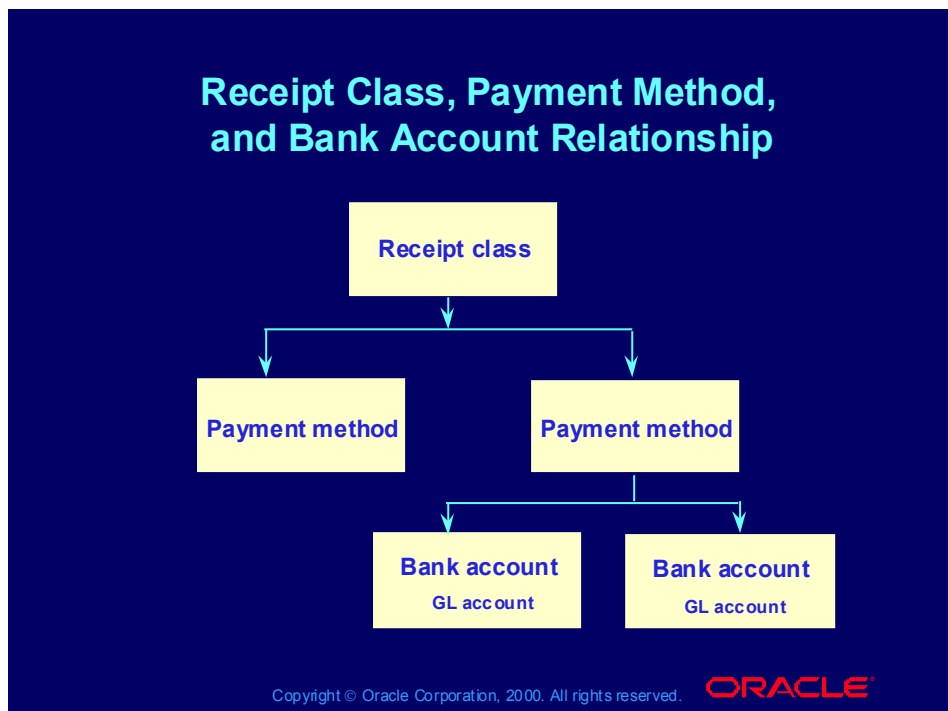 Receipt Class, Payment Method,
and Bank Account Relationship
Receipt class
Payment method
Payment method
Bank account
GL account
Bank account
GL account
Copyright © Oracle Corporation, 2000. All rights reserved.
ORACLE®